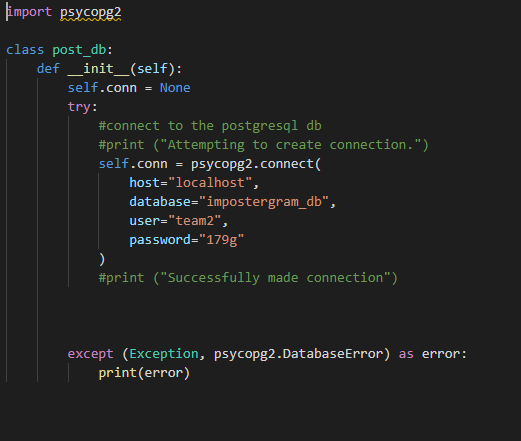 import psycopg2
class post_db:
def __init__(self):
self.conn = None
try:
#connect to the postgresql db
#print ("Attempting to create connection.")
self.conn = psycopg2.connect(
host="localhost",
database="impostergram_db",
user="team2",
password="179g"
)
#print ("Successfully made connection")
except (Exception, psycopg2.DatabaseError) as error:
print(error)